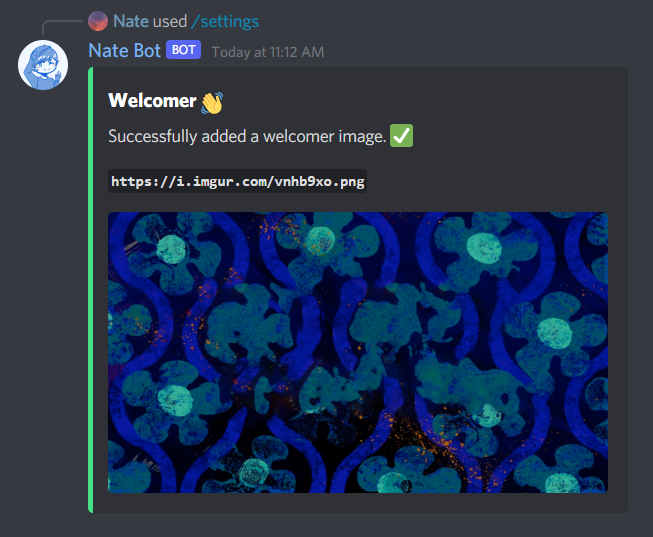 Nate used /settings
Nate Bot BOT Today at 11:12 AM
Welcomer 👋
Successfully added a welcomer image. ✅
https://i.imgur.com/vnhb9xo.png